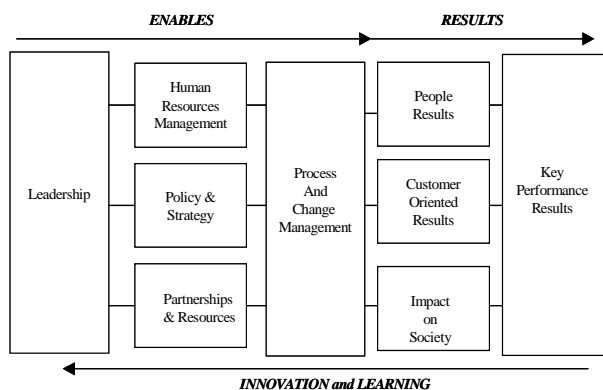 ENABLES
RESULTS
Leadership
Human
Resources
Management
Policy &
Strategy
Partnerships
& Resources
Process
And
Change
Management
People
Results
Customer
Oriented
Results
Impact
on
Society
Key
Performance
Results
INNOVATION and LEARNING